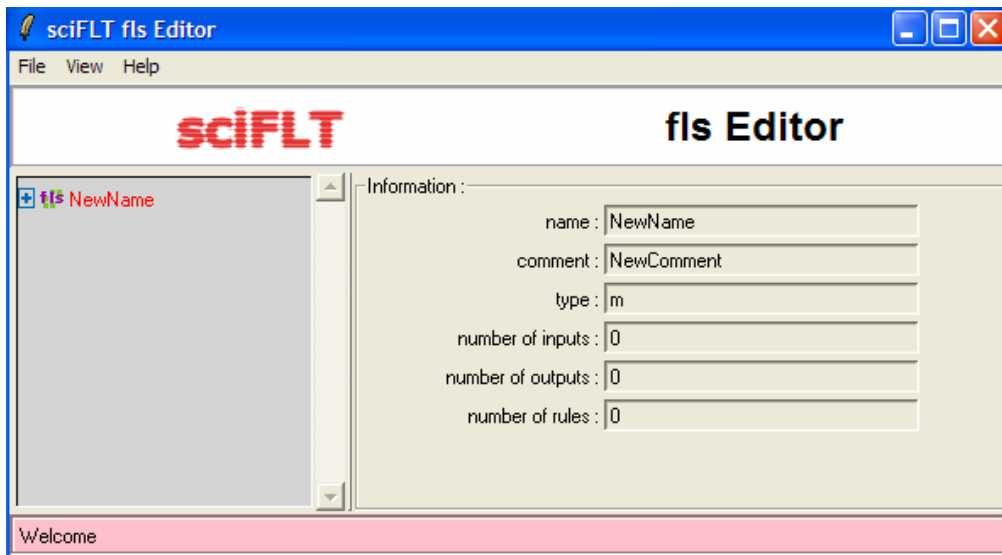 sciFLT fls Editor
File View Help
sciFLT fls Editor
fls NewName
Information :
name : NewName
comment : NewComment
type : m
number of inputs : 0
number of outputs : 0
number of rules : 0
Welcome